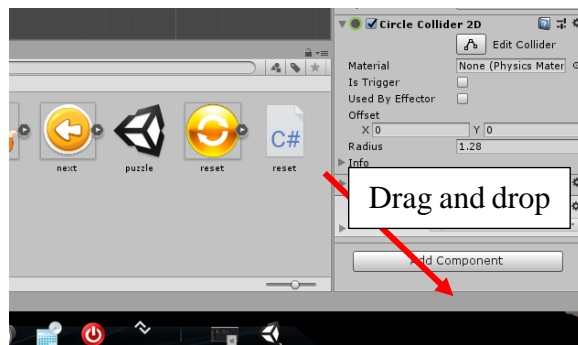 Circle Collider 2D
Edit Collider
Material None (Physics Mater
Is Trigger
Used By Effector
Offset
X 0 Y 0
Radius 1.28
Info
next puzzle reset C# reset
Drag and drop
Add Component